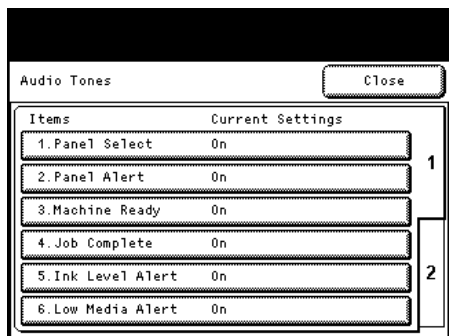 Audio Tones Close
Items Current Settings
1.Panel Select On
1
2.Panel Alert On
3.Machine Ready On
4.Job Complete On
5.Ink Level Alert On
2
6.Low Media Alert On